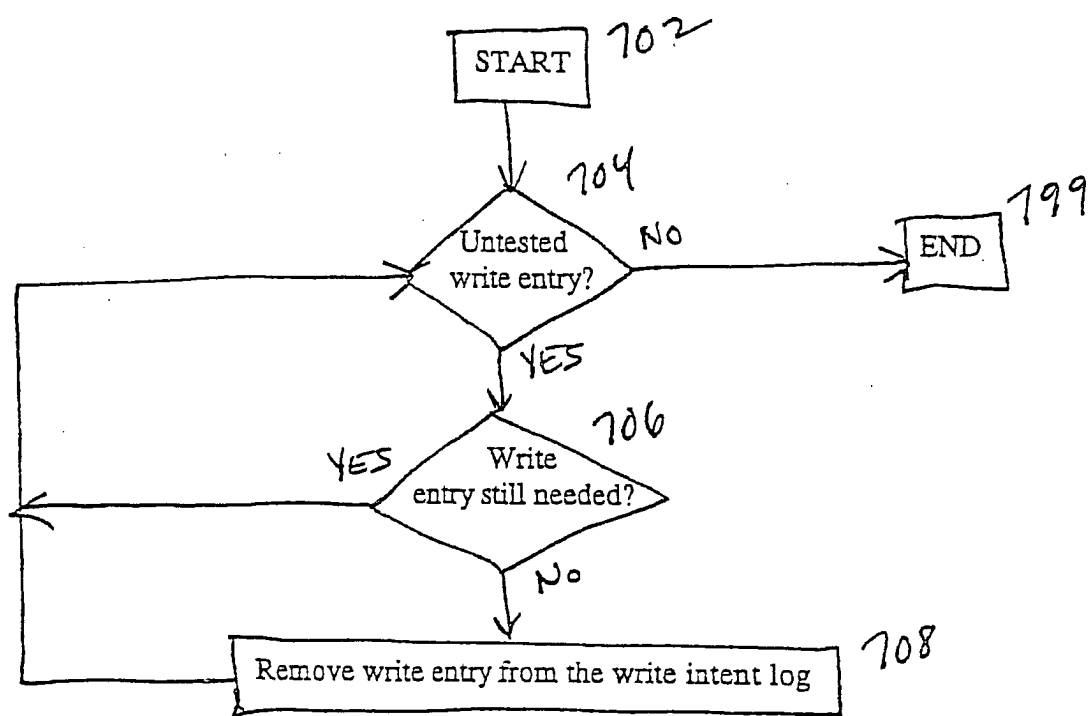 START
702
704
Untested
write entry?
NO
END
799
YES
706
YES
Write
entry still needed?
NO
708
Remove write entry from the write intent log